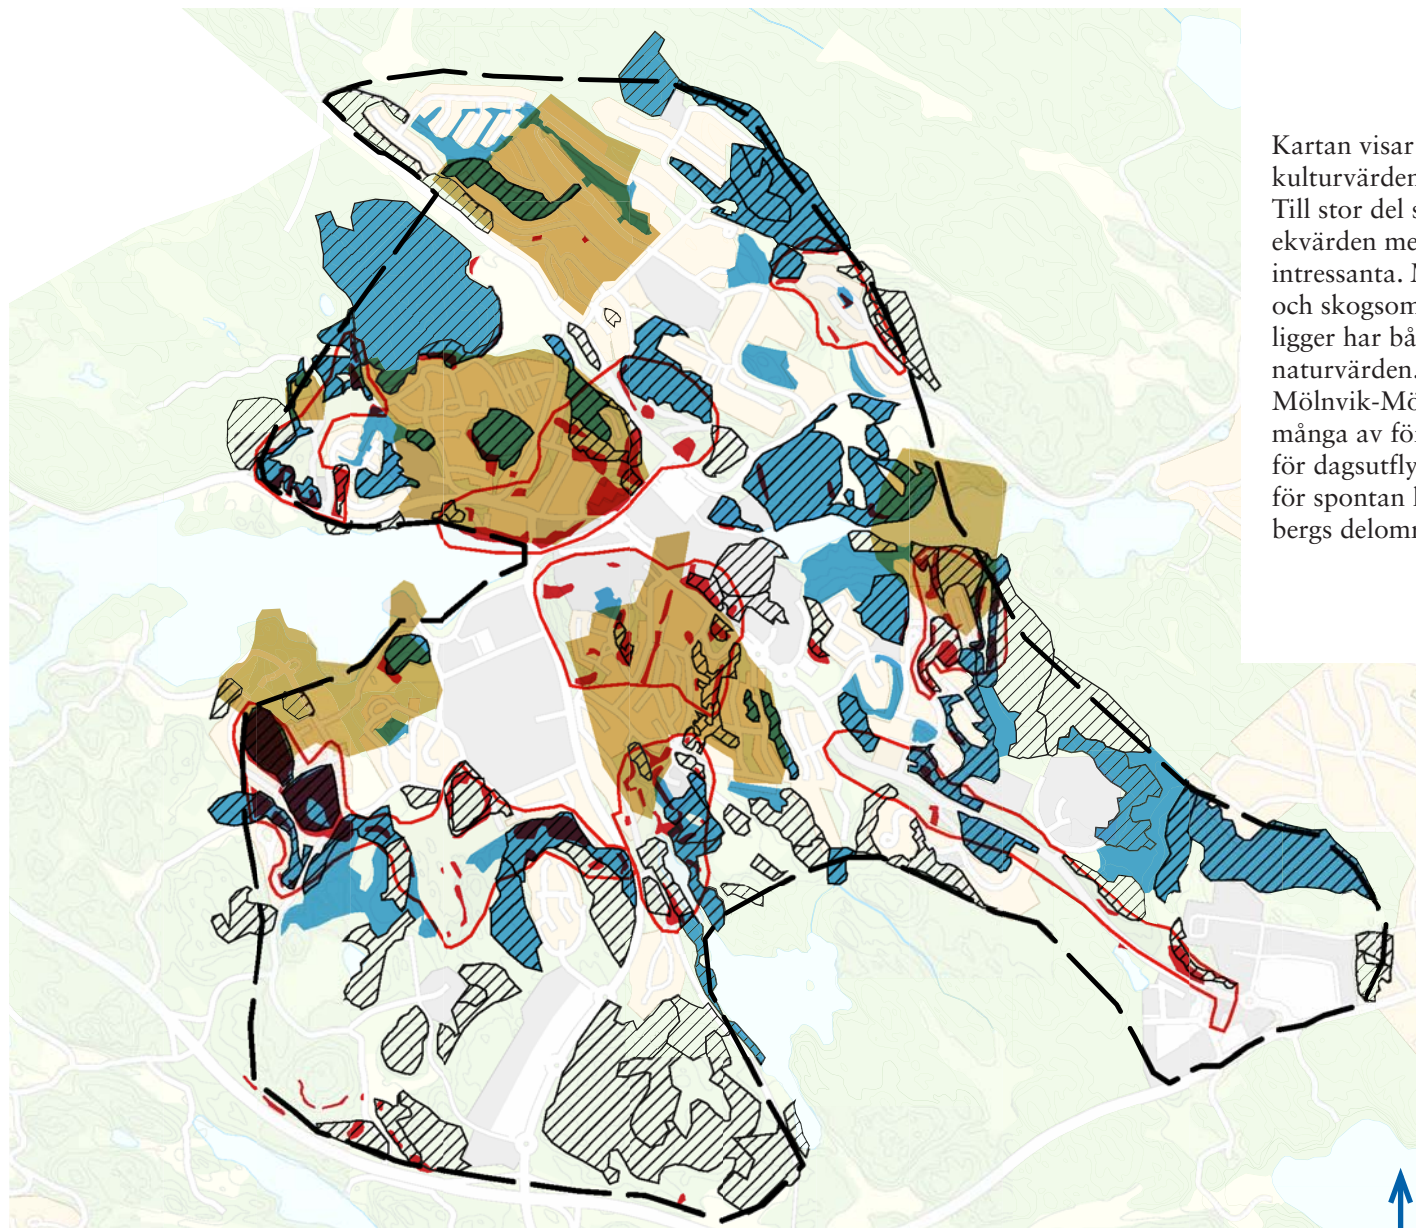 Kartan visar
kulturvärden
Till stor del s
ekvärden me
intressanta.
och skogsom
ligger har bå
naturvärden.
Mölnvik-Mö
många av för
för dagsutfly
för spontan
bergs delomr